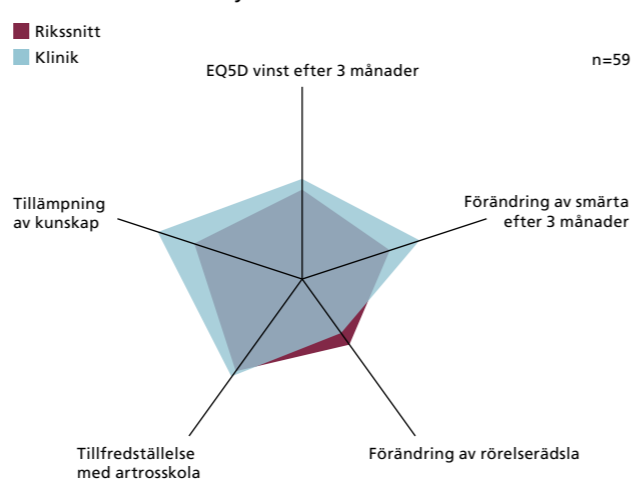 Rikssnitt
Klinik
n=59
EQ5D vinst efter 3 månader
Förändring av smärta
efter 3 månader
Tillämpning
av kunskap
Tillfredställelse
med artrosskola
Förändring av rörelserädsla